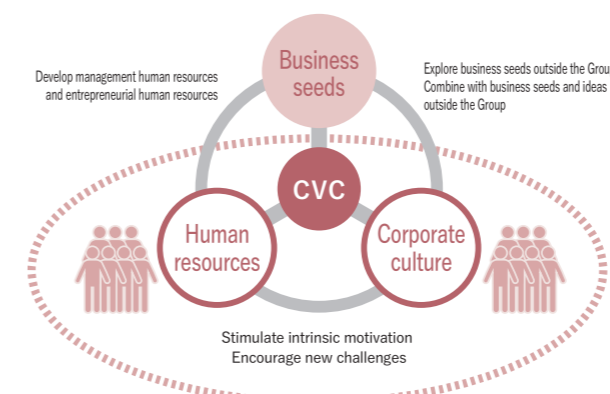 Business
seeds
Develop management human resources
and entrepreneurial human resources
Explore business seeds outside the Grou
Combine with business seeds and ideas
outside the Group
CVC
Human
resources
Corporate
culture
Stimulate intrinsic motivation
Encourage new challenges